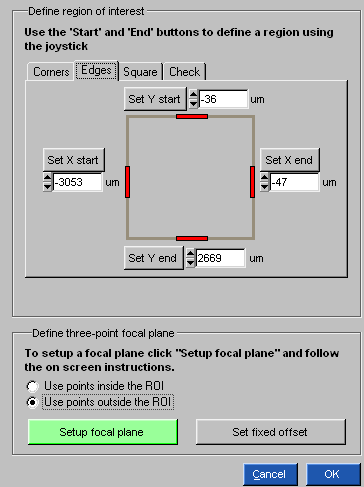 Define region of interest
Use the 'Start' and 'End' buttons to define a region using
the joystick
Corners Edges Square Check
Set Y start -36 um
Set X start Set X end
-3053 um -47 um
Set Y end 2669 um
Define three-point focal plane
To setup a focal plane click "Setup focal plane" and follow
the on screen instructions.
Use points inside the ROI
Use points outside the ROI
Setup focal plane Set fixed offset
Cancel OK